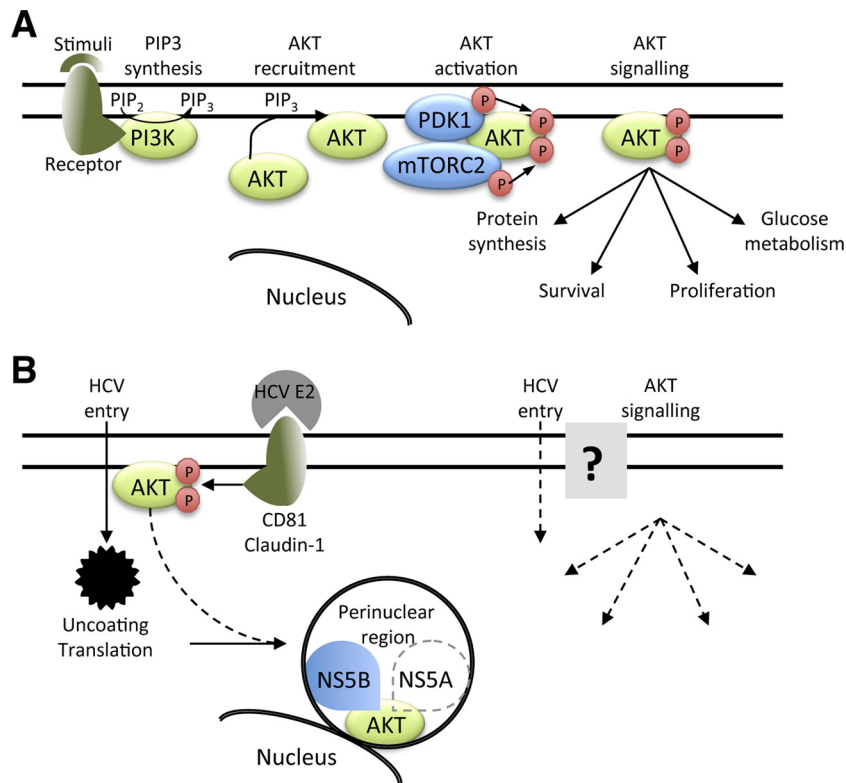 A
Stimuli
PIP3
synthesis
AKT
recruitment
AKT
activation
AKT
signalling
PIP2
PIP3
PI3K
Receptor
PIP3
AKT
AKT
PDK1
P
AKT
P
P
mTORC2
P
AKT
P
P
Protein
synthesis
Survival
Proliferation
Glucose
metabolism
Nucleus
B
HCV
entry
HCV E2
HCV
entry
AKT
signalling
AKT
P
P
?
CD81
Claudin-1
Uncoating
Translation
Perinuclear
region
NS5B
NS5A
AKT
Nucleus